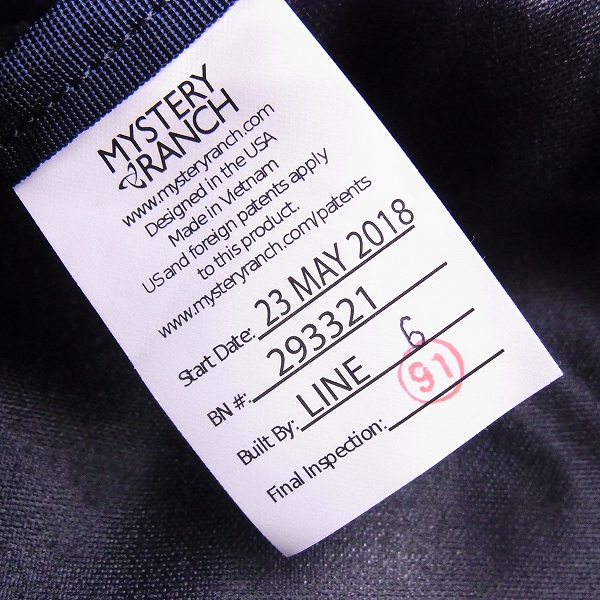 MYSTERY
RANCH
www.mysteryranch.com
Designed in the USA
Made in Vietnam
US and foreign patents apply
to this product.
www.mysteryranch.com/patents
Start Date: 23 MAY 2018
BN #: 293321
Built By: LINE 6
Final Inspection: 91